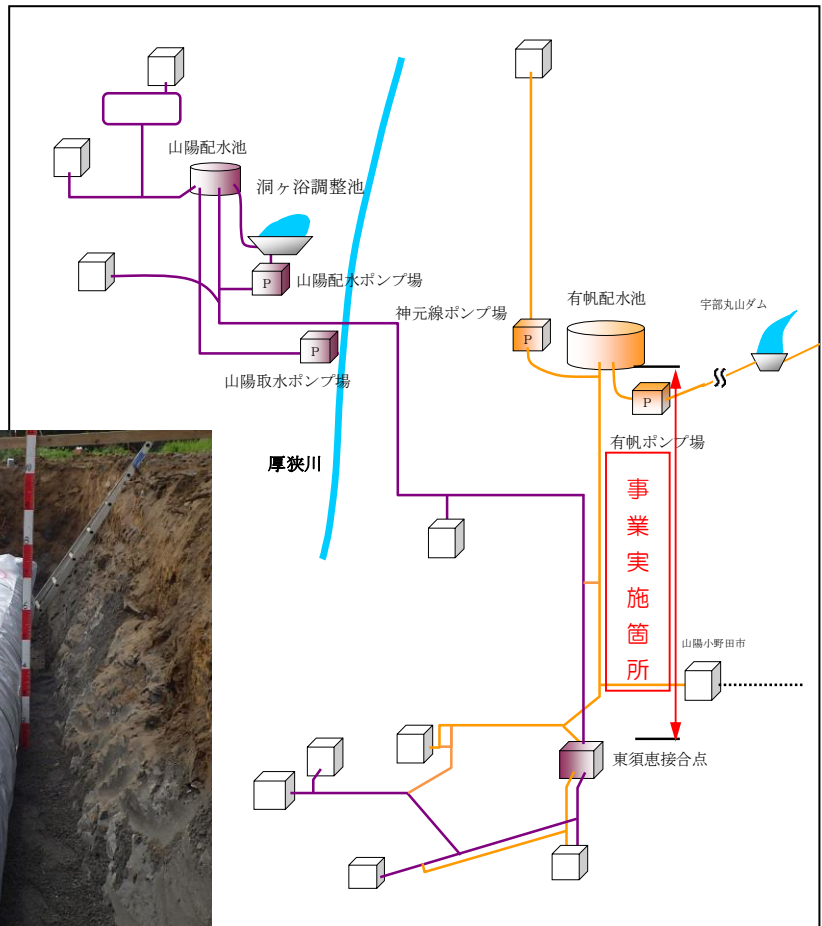 山陽配水池
洞ヶ浴調整池
P
山陽配水ポンプ場
P
山陽取水ポンプ場
厚狭川
神元線ポンプ場
P
有帆配水池
宇部丸山ダム
P
有帆ポンプ場
事業実施箇所
山陽小野田市
東須恵接合点